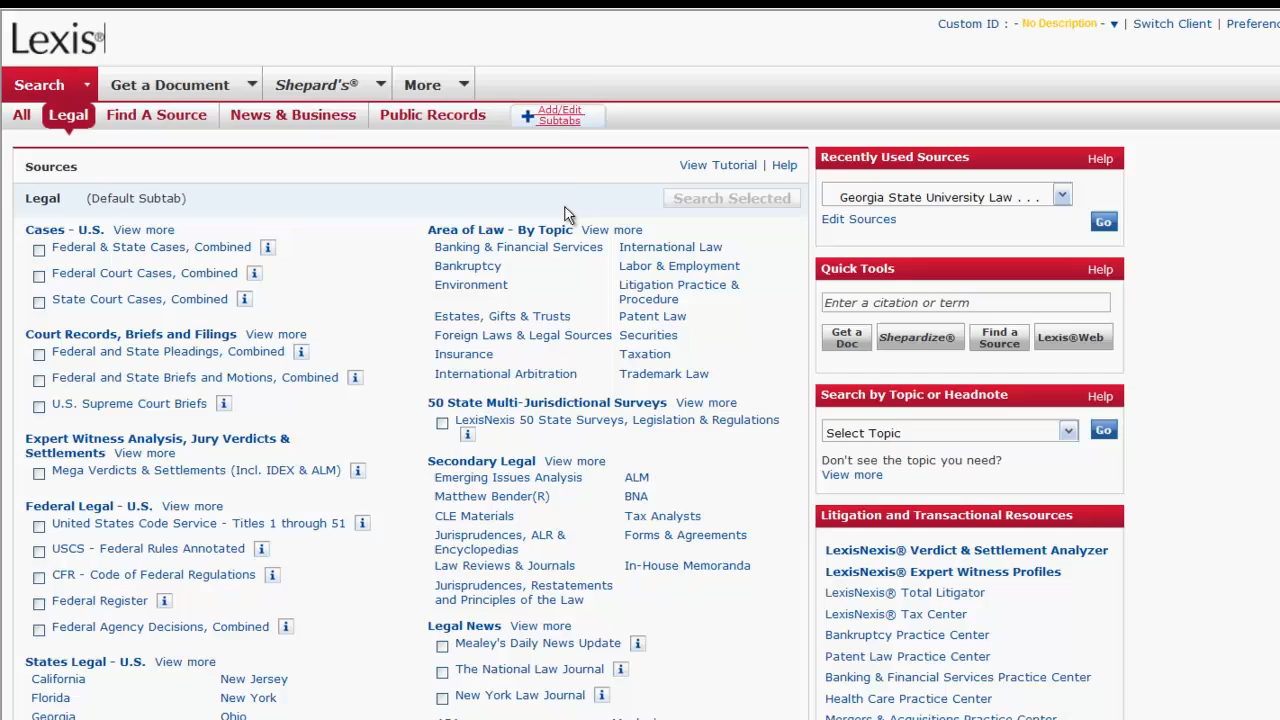 Lexis®
Custom ID : - No Description - | Switch Client | Preferenc
Search
Get a Document
Shepard's®
More
All
Legal
Find A Source
News & Business
Public Records
Add/Edit
Subtabs
Sources
View Tutorial | Help
Legal (Default Subtab)
Search Selected
Cases - U.S. View more
Federal & State Cases, Combined
Federal Court Cases, Combined
State Court Cases, Combined
Court Records, Briefs and Filings View more
Federal and State Pleadings, Combined
Federal and State Briefs and Motions, Combined
U.S. Supreme Court Briefs
Expert Witness Analysis, Jury Verdicts &
Settlements View more
Mega Verdicts & Settlements (Incl. IDEX & ALM)
Federal Legal - U.S. View more
United States Code Service - Titles 1 through 51
USCS - Federal Rules Annotated
CFR - Code of Federal Regulations
Federal Register
Federal Agency Decisions, Combined
States Legal - U.S. View more
California New Jersey
Florida New York
Georgia Ohio
Area of Law - By Topic View more
Banking & Financial Services International Law
Bankruptcy Labor & Employment
Environment Litigation Practice &
Procedure
Estates, Gifts & Trusts Patent Law
Foreign Laws & Legal Sources Securities
Insurance Taxation
International Arbitration Trademark Law
50 State Multi-Jurisdictional Surveys View more
LexisNexis 50 State Surveys, Legislation & Regulations
Secondary Legal View more
Emerging Issues Analysis ALM
Matthew Bender(R) BNA
CLE Materials Tax Analysts
Jurisprudences, ALR & Forms & Agreements
Encyclopedias
Law Reviews & Journals In-House Memoranda
Jurisprudences, Restatements
and Principles of the Law
Legal News View more
Mealey's Daily News Update
The National Law Journal
New York Law Journal
Recently Used Sources Help
Georgia State University Law . . .
Edit Sources
Go
Quick Tools Help
Enter a citation or term
Get a
Doc
Shepardize®
Find a
Source
Lexis®Web
Search by Topic or Headnote Help
Select Topic
Go
Don't see the topic you need?
View more
Litigation and Transactional Resources
LexisNexis® Verdict & Settlement Analyzer
LexisNexis® Expert Witness Profiles
LexisNexis® Total Litigator
LexisNexis® Tax Center
Bankruptcy Practice Center
Patent Law Practice Center
Banking & Financial Services Practice Center
Health Care Practice Center
Mergers & Acquisitions Practice Center